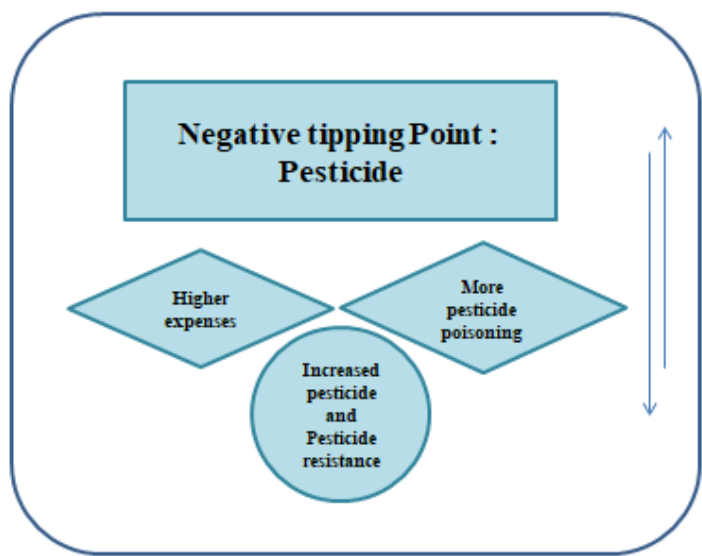 Negative tipping Point :
Pesticide
Higher
expenses
More
pesticide
poisoning
Increased
pesticide
and
Pesticide
resistance